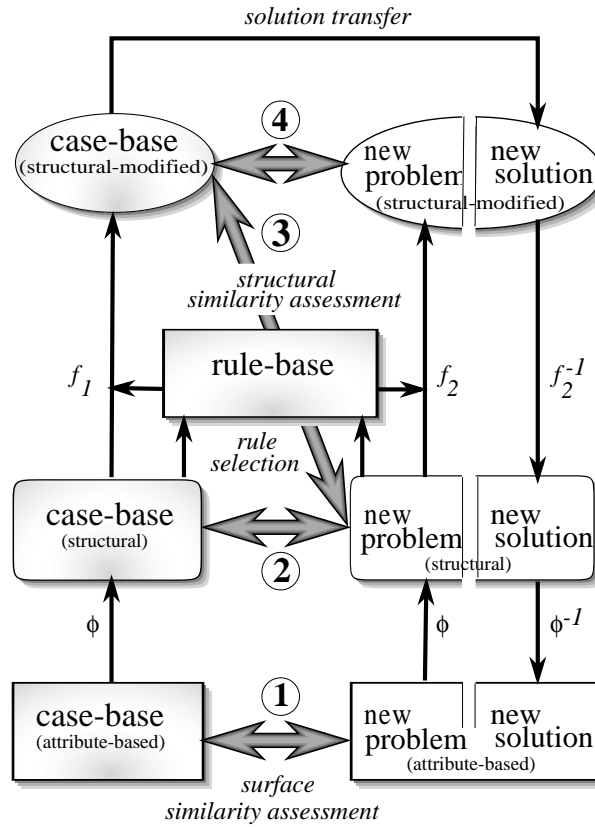 solution transfer
case-base
(structural-modified)
4
new
problem
new
solution
(structural-modified)
3
structural
similarity assessment
rule-base
f1
f2
f2-1
rule
selection
case-base
(structural)
2
new
problem
new
solution
(structural)
ϕ
ϕ
ϕ-1
case-base
(attribute-based)
1
new
problem
new
solution
(attribute-based)
surface
similarity assessment